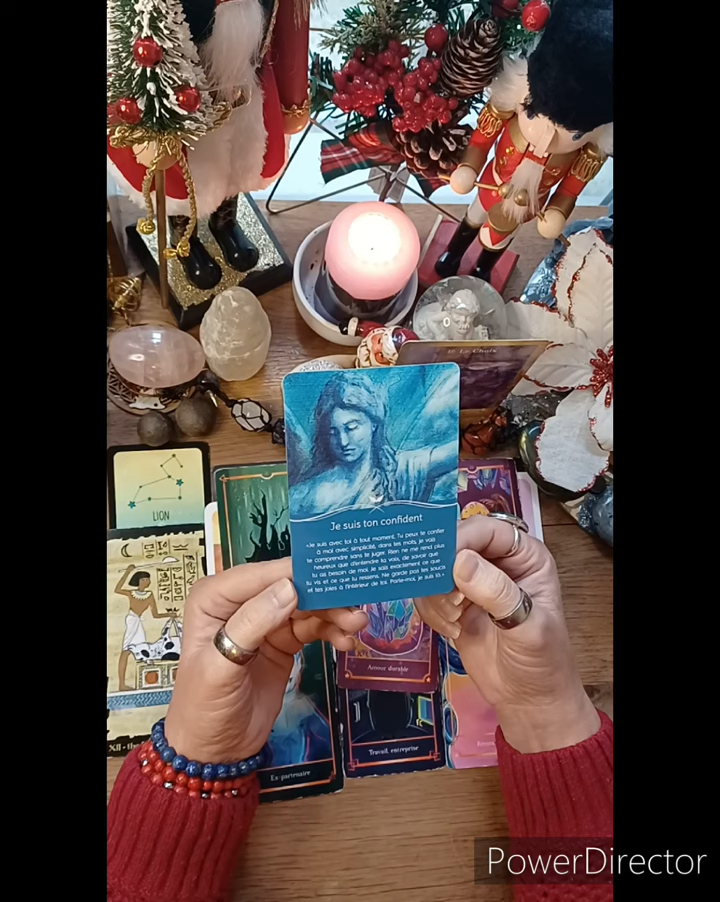 Le Choix
Je suis ton confident
«Je suis avec toi à tout moment. Tu peux te confier
à moi avec simplicité, dans tes mots, je vais
te comprendre sans te juger. Rien ne me rend plus
heureux que d'entendre ta voix, de savoir que
tu as besoin de moi. Je sais exactement ce que
tu vis et ce que tu ressens. Ne garde pas tes soucis
et tes joies à l'intérieur de toi. Parle-moi, je suis là.»
LION
Amour durable
XII - the
Ex-partenaire
Travail, entreprise
PowerDirector